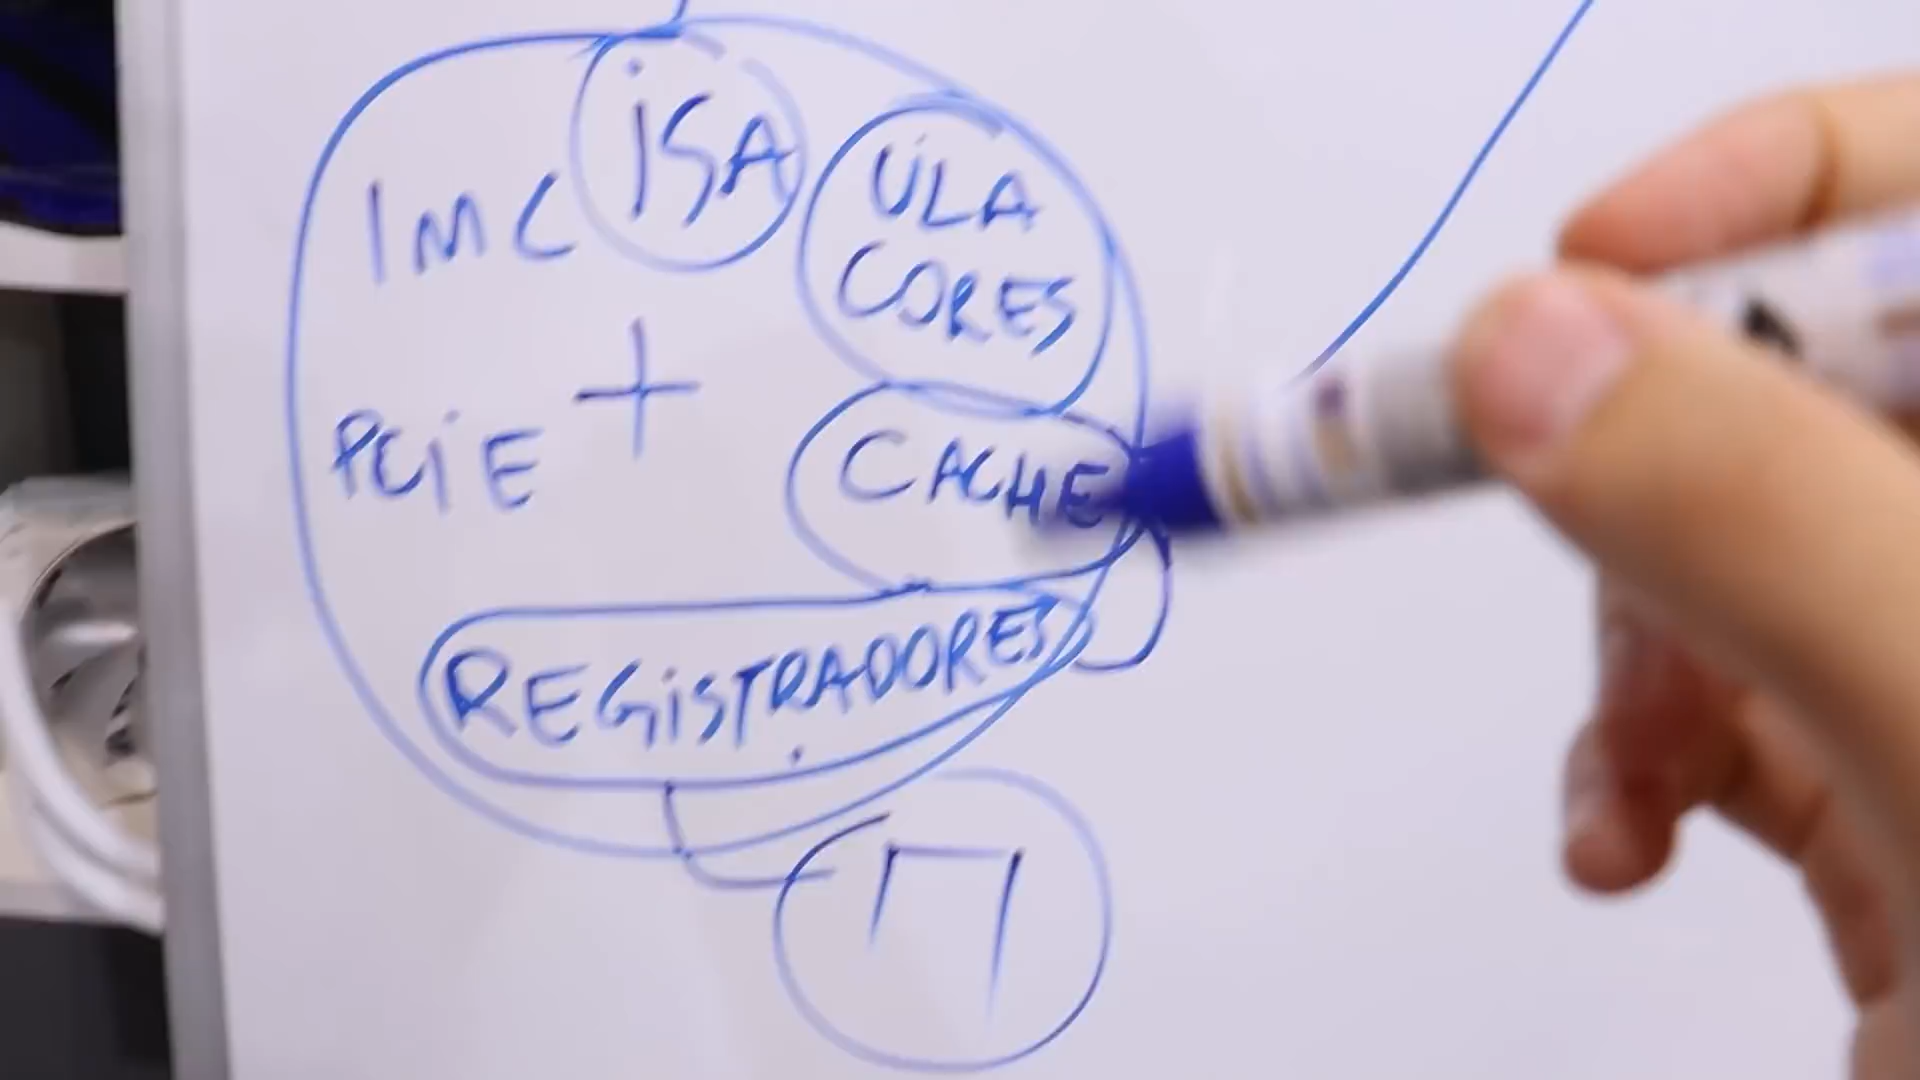 ISA
IMC
ULA
CORES
+
PCIE
CACHE
REGISTRADORES